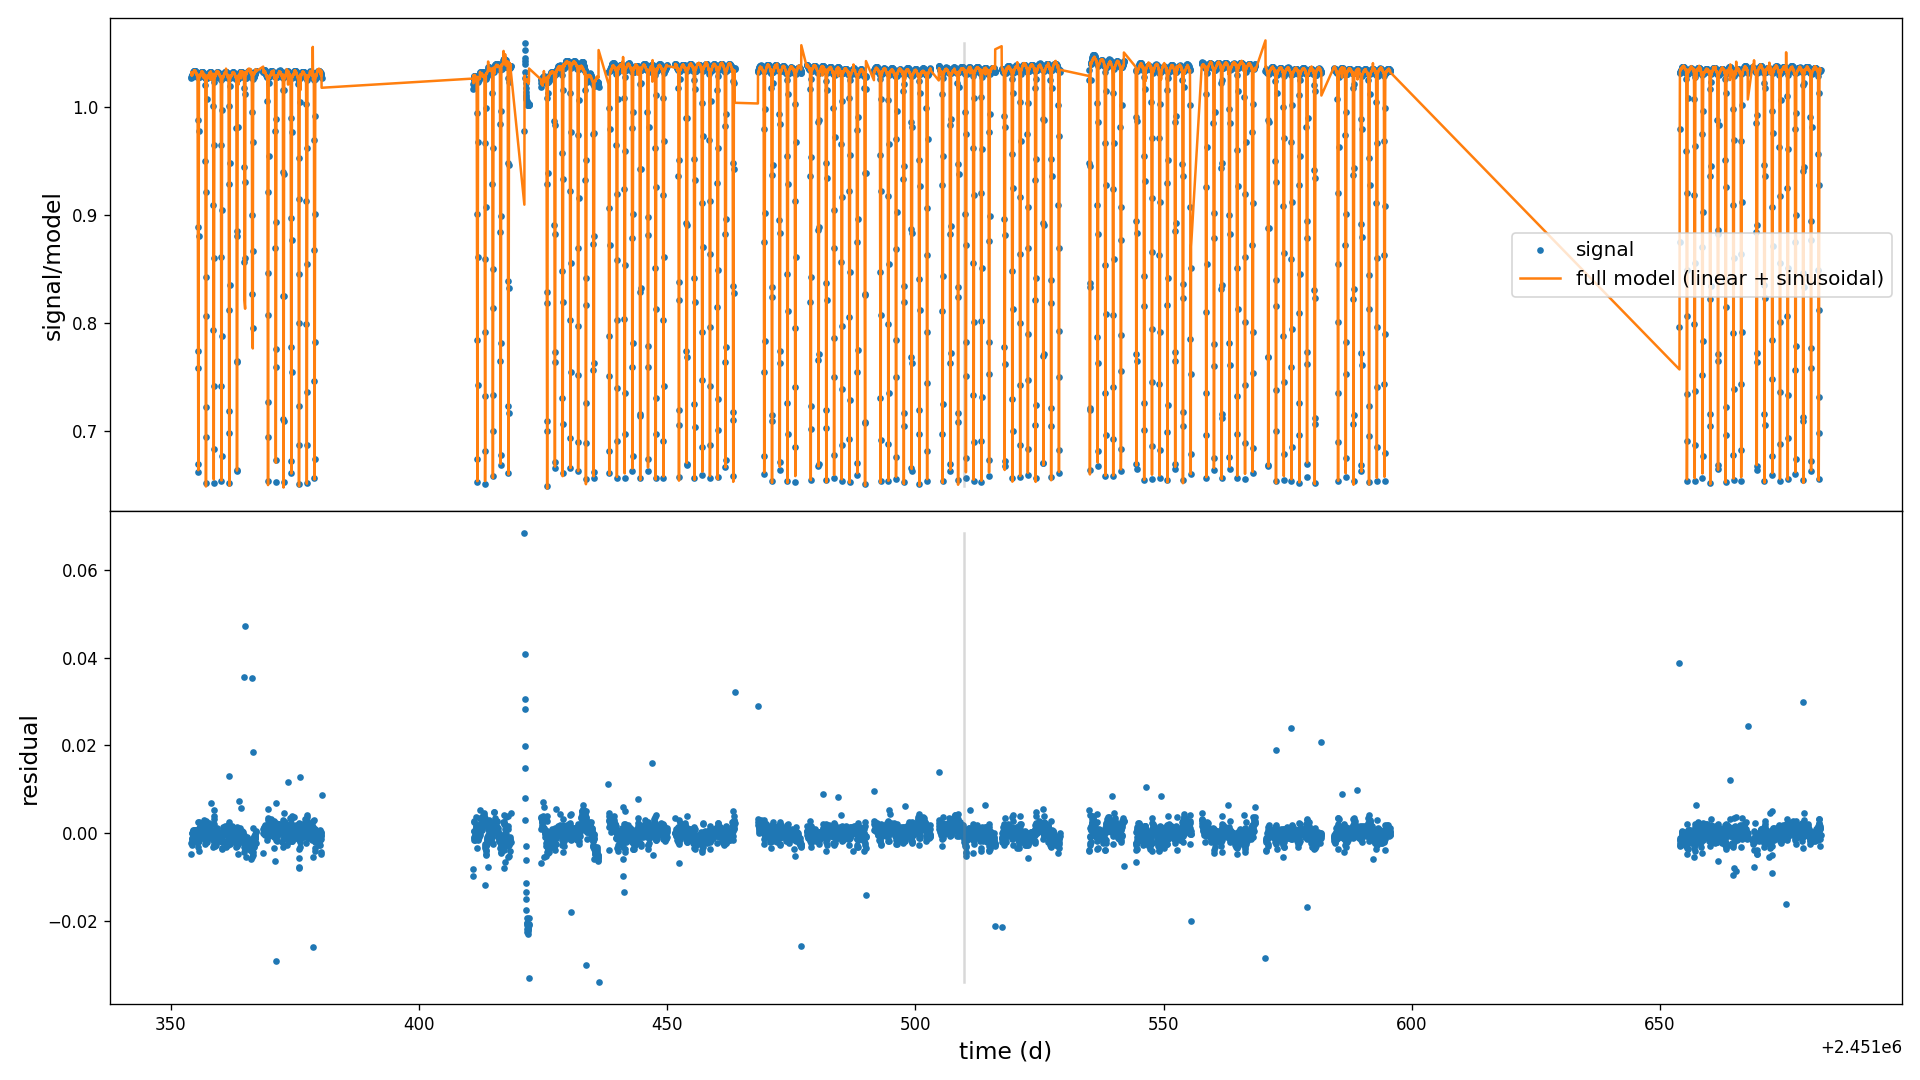 1.0
0.9
0.8
0.7
signal/model
signal
full model (linear + sinusoidal)
0.06
0.04
0.02
0.00
−0.02
residual
350
400
450
500
550
600
650
time (d)
+2.451e6